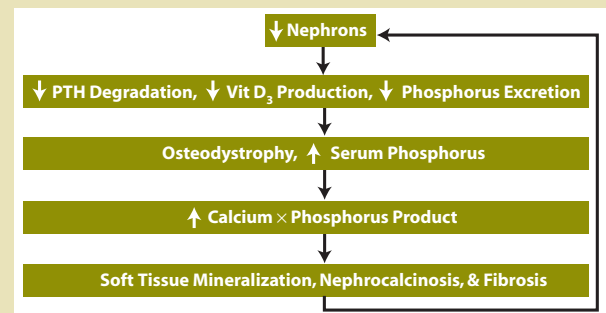 ↓ Nephrons
↓ PTH Degradation, ↓ Vit D₃ Production, ↓ Phosphorus Excretion
Osteodystrophy, ↑ Serum Phosphorus
↑ Calcium × Phosphorus Product
Soft Tissue Mineralization, Nephrocalcinosis, & Fibrosis